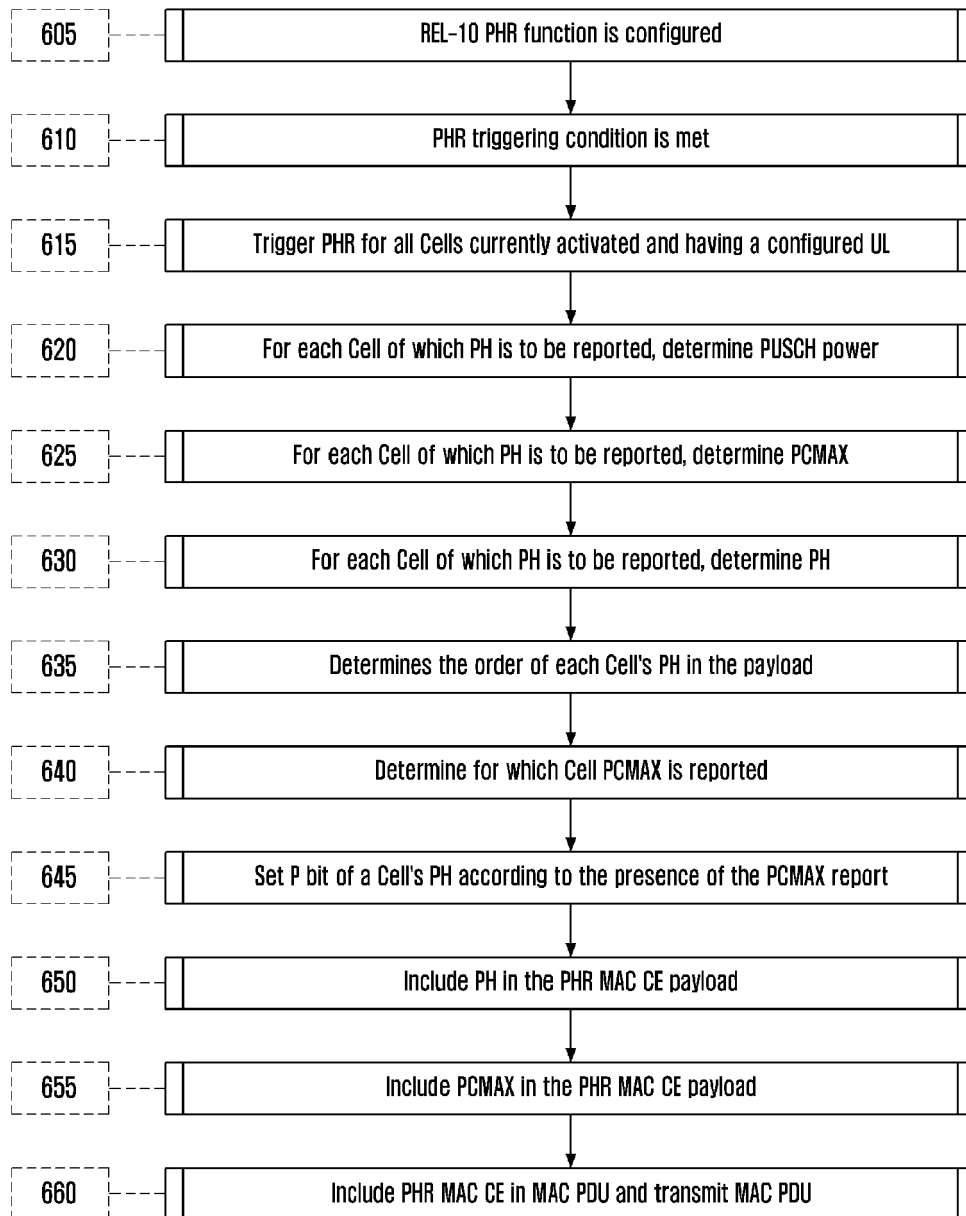 605
REL-10 PHR function is configured
610
PHR triggering condition is met
615
Trigger PHR for all Cells currently activated and having a configured UL
620
For each Cell of which PH is to be reported, determine PUSCH power
625
For each Cell of which PH is to be reported, determine PCMAX
630
For each Cell of which PH is to be reported, determine PH
635
Determines the order of each Cell's PH in the payload
640
Determine for which Cell PCMAX is reported
645
Set P bit of a Cell's PH according to the presence of the PCMAX report
650
Include PH in the PHR MAC CE payload
655
Include PCMAX in the PHR MAC CE payload
660
Include PHR MAC CE in MAC PDU and transmit MAC PDU